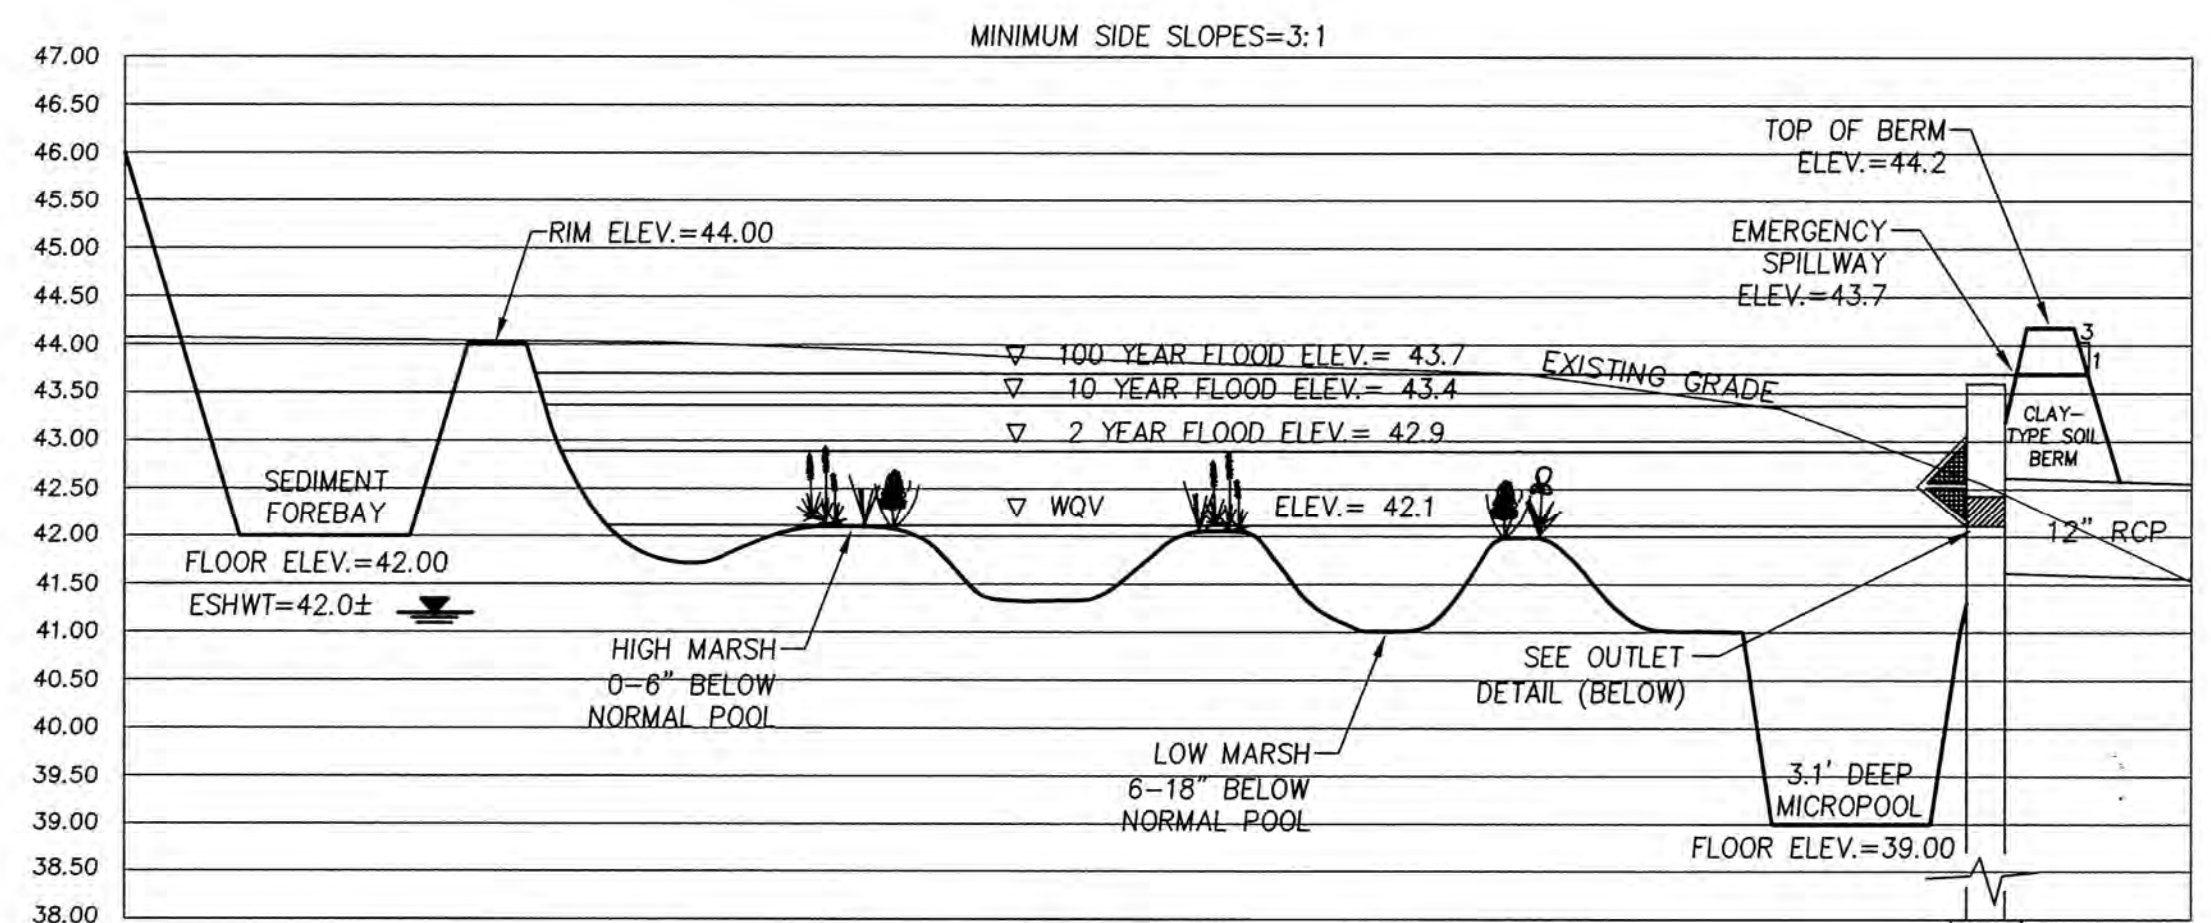 MINIMUM SIDE SLOPES=3:1
47.00
46.50
46.00
45.50
45.00
44.50
44.00
43.50
43.00
42.50
42.00
41.50
41.00
40.50
40.00
39.50
39.00
38.50
38.00
TOP OF BERM
ELEV.=44.2
RIM ELEV.=44.00
EMERGENCY
SPILLWAY
ELEV.=43.7
3
1
100 YEAR FLOOD ELEV.= 43.7
EXISTING GRADE
10 YEAR FLOOD ELEV.= 43.4
2 YEAR FLOOD ELEV.= 42.9
CLAY-
TYPE SOIL
BERM
SEDIMENT
FOREBAY
WQV ELEV.= 42.1
12" RCP
FLOOR ELEV.=42.00
ESHWT=42.0±
HIGH MARSH
0-6" BELOW
NORMAL POOL
SEE OUTLET
DETAIL (BELOW)
LOW MARSH
6-18" BELOW
NORMAL POOL
3.1' DEEP
MICROPOOL
FLOOR ELEV.=39.00